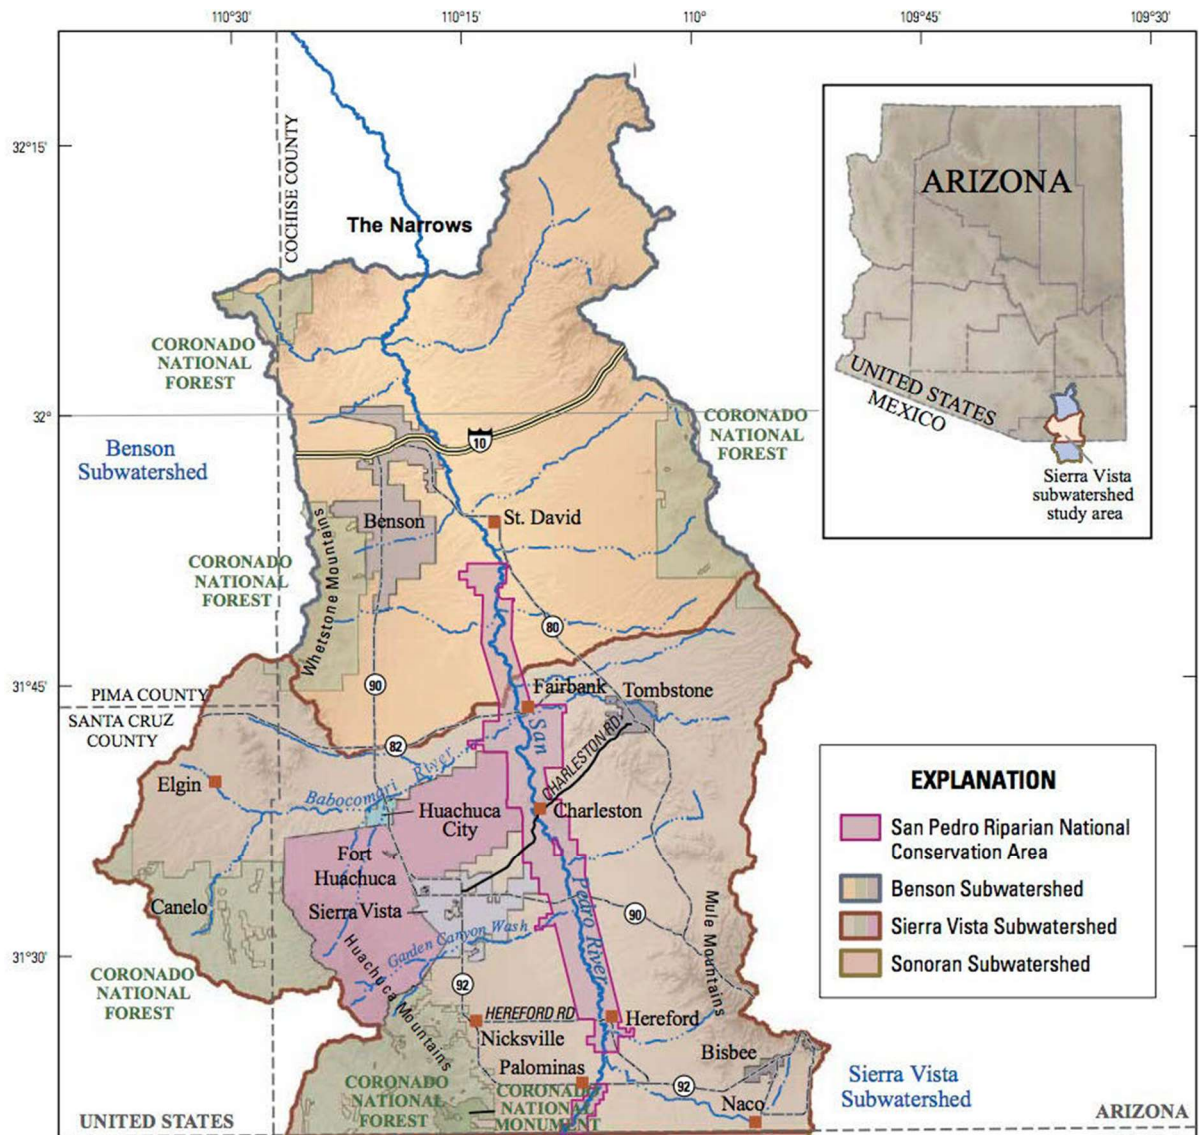 110°30'
110°15'
110°
109°45'
109°30'
32°15'
COCHISE COUNTY
The Narrows
ARIZONA
CORONADO
NATIONAL
FOREST
UNITED STATES
MEXICO
32°
CORONADO
NATIONAL
FOREST
10
Benson
Subwatershed
Sierra Vista
subwatershed
study area
Benson
St. David
Whetstone Mountains
CORONADO
NATIONAL
FOREST
80
31°45'
PIMA COUNTY
SANTA CRUZ
COUNTY
90
Fairbank
Tombstone
San
82
CHARLESTON RD
Babocomari River
Elgin
Huachuca
City
Charleston
Fort
Huachuca
Sierra Vista
Canelo
Pedro River
90
Mule Mountains
Garden Canyon Wash
Huachuca Mountains
31°30'
CORONADO
NATIONAL
FOREST
92
HEREFORD RD
Hereford
Nicksville
Palominas
Bisbee
92
Naco
CORONADO
NATIONAL
FOREST
CORONADO
NATIONAL
MONUMENT
Sierra Vista
Subwatershed
UNITED STATES
ARIZONA
EXPLANATION
San Pedro Riparian National
Conservation Area
Benson Subwatershed
Sierra Vista Subwatershed
Sonoran Subwatershed